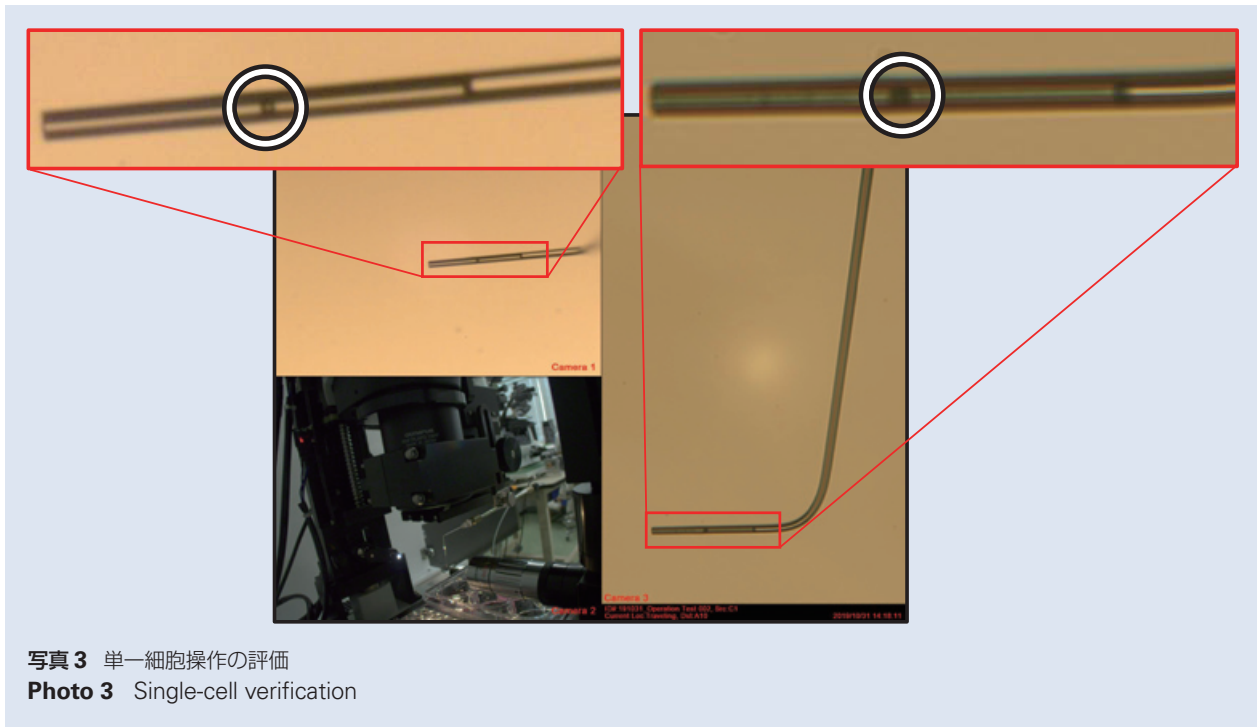 Camera 1
Camera 2
Camera 3
2019/10/31 14:16:11
写真3 単一細胞操作の評価
Photo 3 Single-cell verification